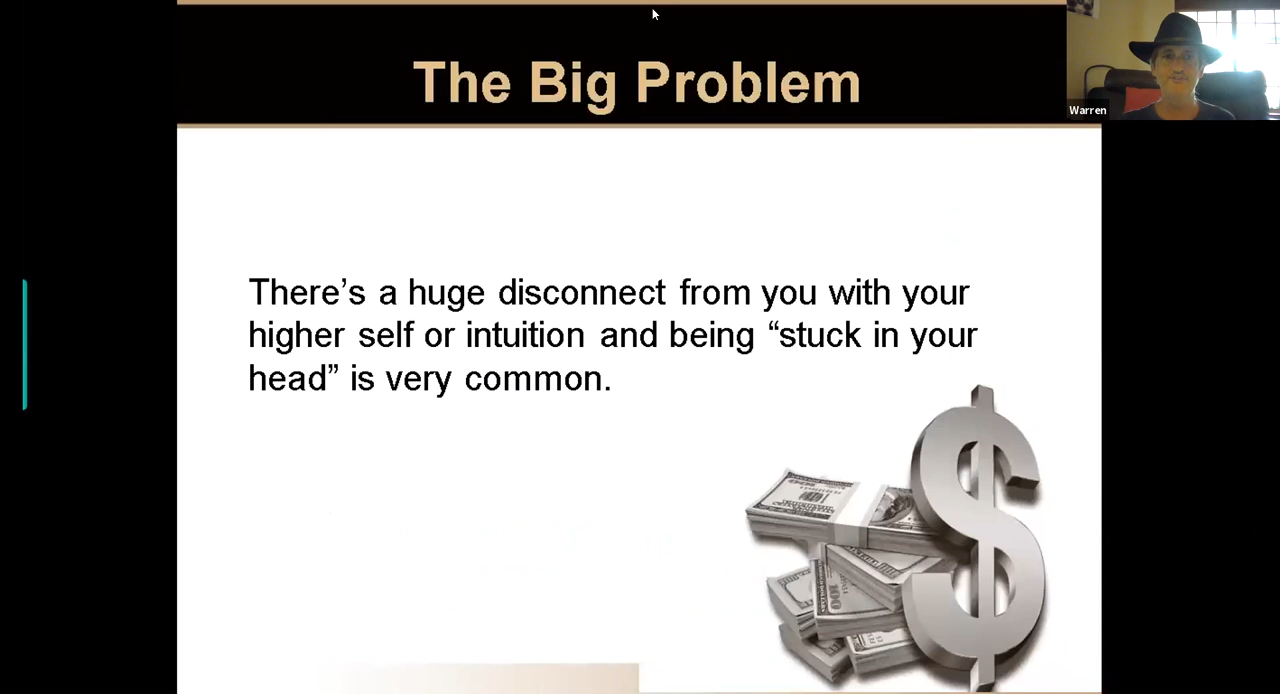 The Big Problem
Warren
There’s a huge disconnect from you with your
higher self or intuition and being “stuck in your
head” is very common.
100